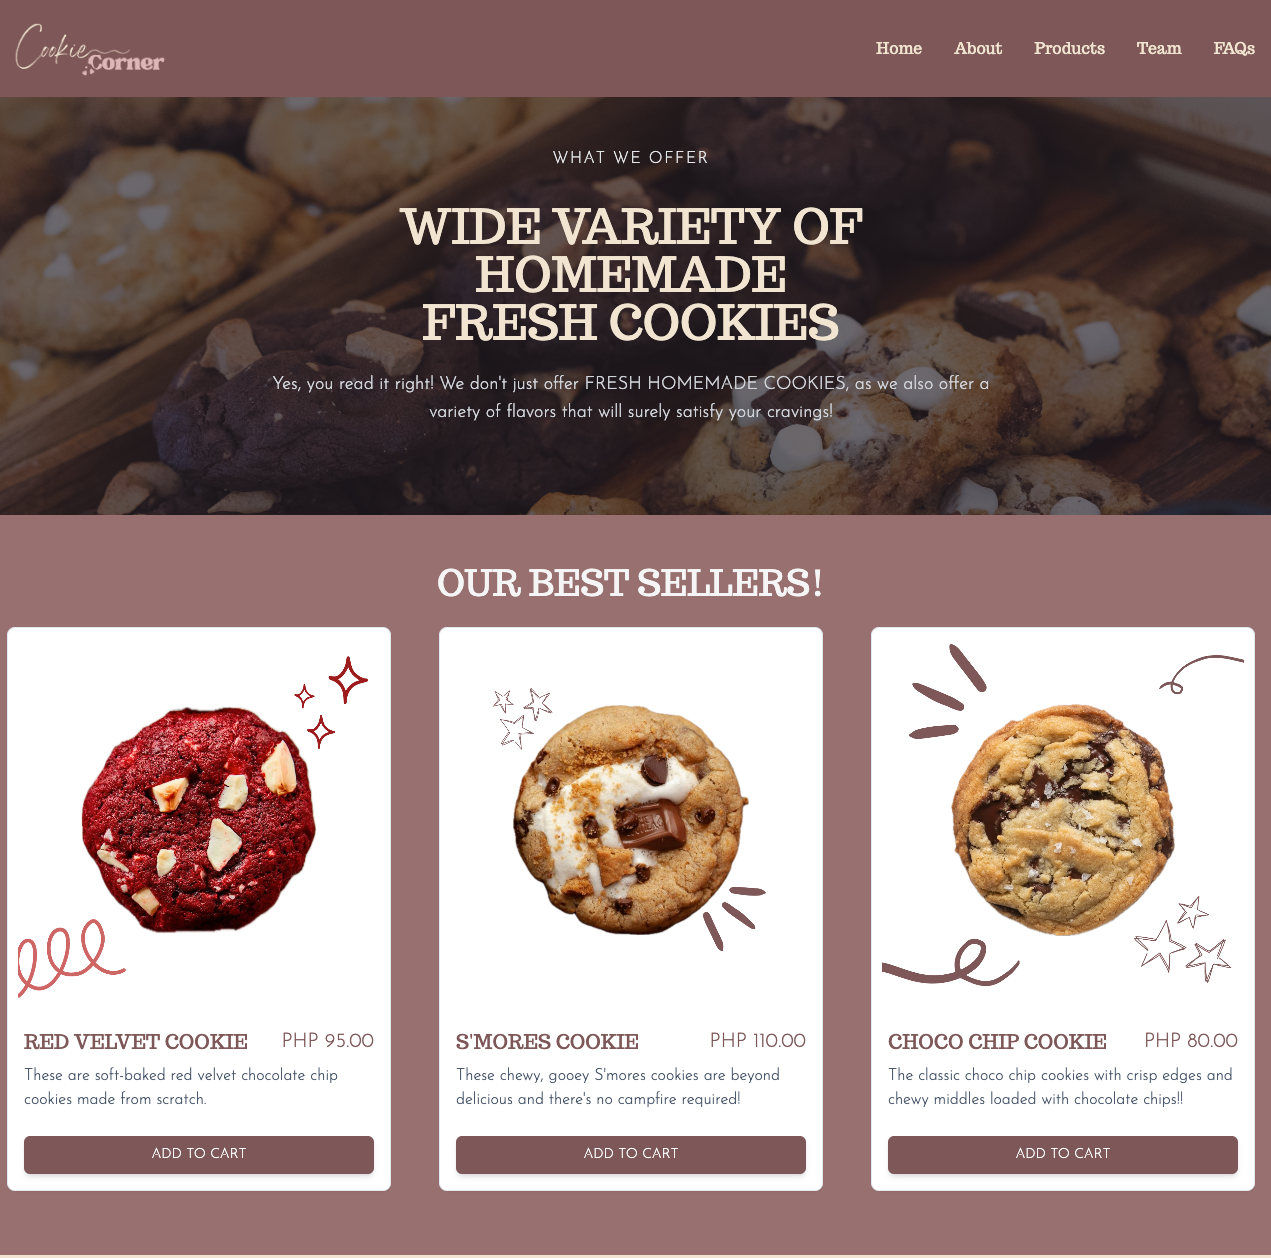 Cookie Corner
Home About Products Team FAQs
WHAT WE OFFER
WIDE VARIETY OF
HOMEMADE
FRESH COOKIES
Yes, you read it right! We don't just offer FRESH HOMEMADE COOKIES, as we also offer a
variety of flavors that will surely satisfy your cravings!
OUR BEST SELLERS!
RED VELVET COOKIE PHP 95.00
These are soft-baked red velvet chocolate chip
cookies made from scratch.
ADD TO CART
S'MORES COOKIE PHP 110.00
These chewy, gooey S'mores cookies are beyond
delicious and there's no campfire required!
ADD TO CART
CHOCO CHIP COOKIE PHP 80.00
The classic choco chip cookies with crisp edges and
chewy middles loaded with chocolate chips!!
ADD TO CART